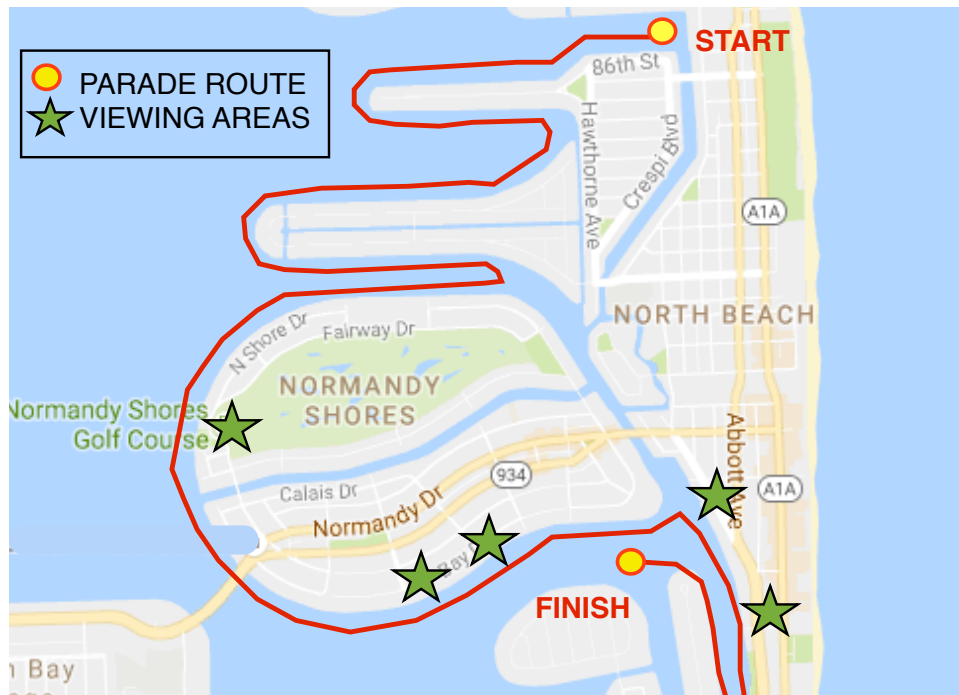 START
86th St
PARADE ROUTE
VIEWING AREAS
Hawthorne Ave
Crespi Blvd
A1A
NORTH BEACH
N Shore Dr
Fairway Dr
NORMANDY
SHORES
Normandy Shores
Golf Course
934
Abbott Ave
Calais Dr
A1A
Normandy Dr
Bay
FINISH
Bay